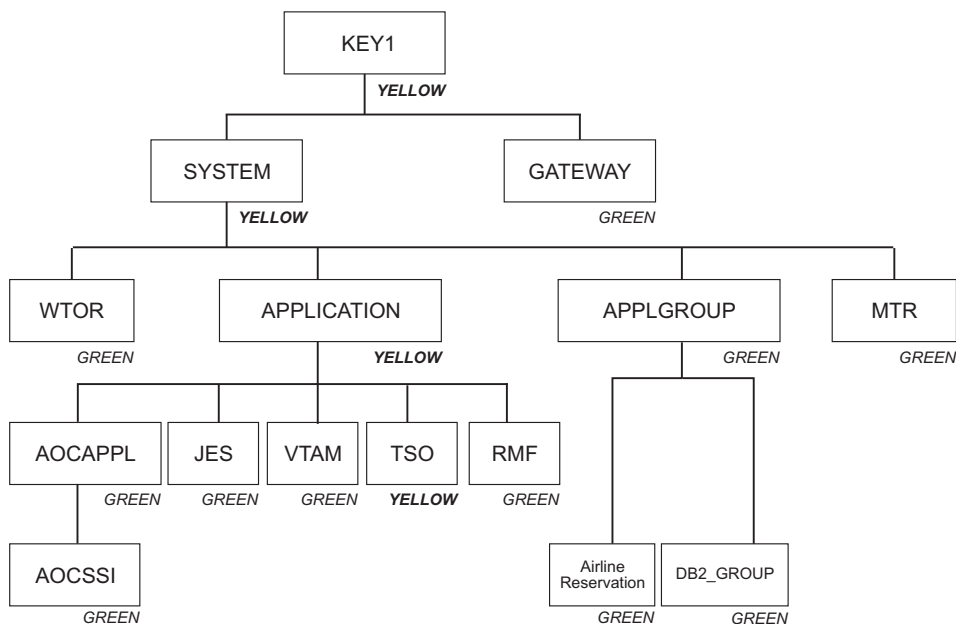 KEY1
YELLOW
SYSTEM
GATEWAY
YELLOW
GREEN
WTOR
APPLICATION
APPLGROUP
MTR
GREEN
YELLOW
GREEN
GREEN
AOCAPPL
JES
VTAM
TSO
RMF
GREEN
GREEN
GREEN
YELLOW
GREEN
AOCSSI
Airline
Reservation
DB2_GROUP
GREEN
GREEN
GREEN